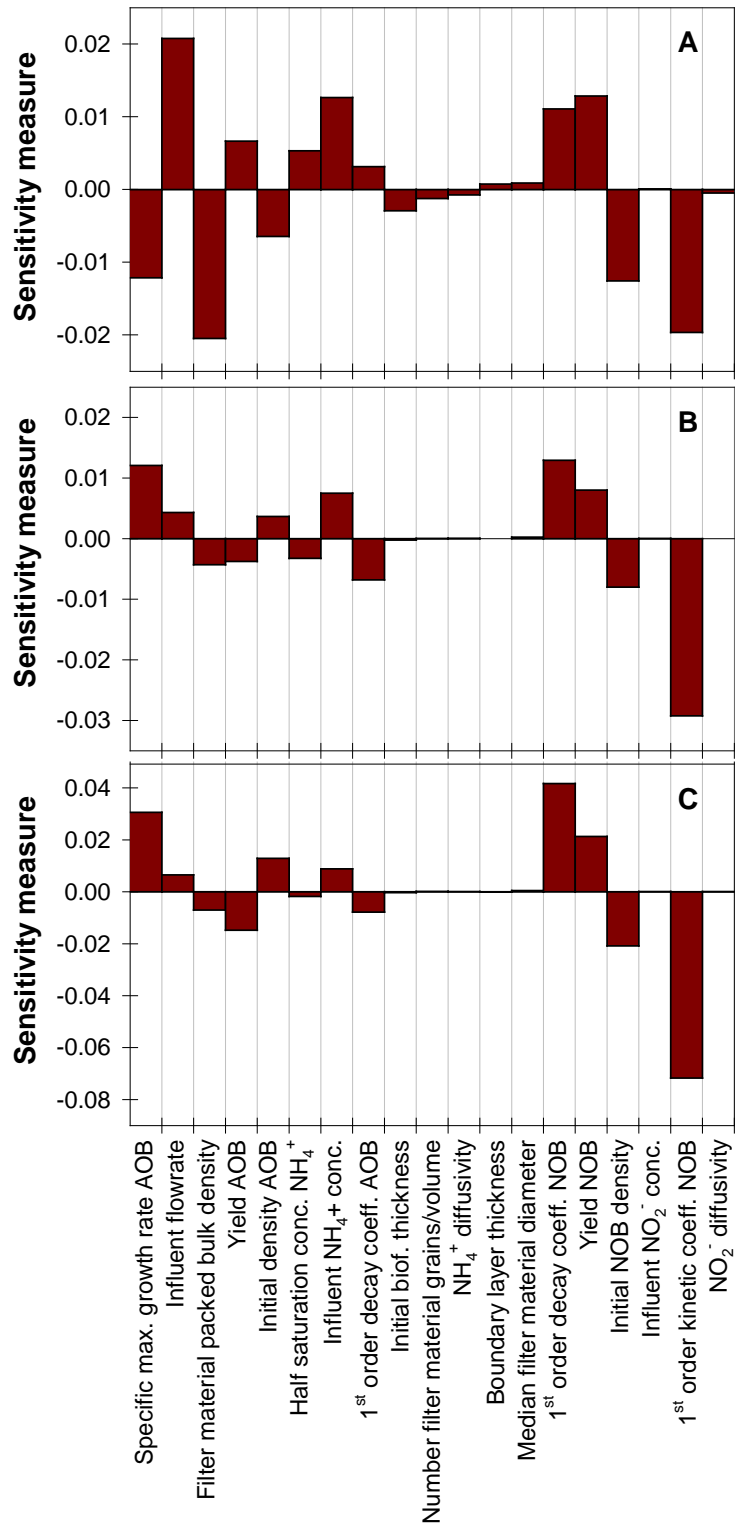 A
Sensitivity measure
0.02
0.01
0.00
-0.01
-0.02
B
Sensitivity measure
0.02
0.01
0.00
-0.01
-0.02
-0.03
C
Sensitivity measure
0.04
0.02
0.00
-0.02
-0.04
-0.06
-0.08
Specific max. growth rate AOB
Influent flowrate
Filter material packed bulk density
Yield AOB
Initial density AOB
Half saturation conc. NH₄⁺
Influent NH₄+ conc.
1ˢᵗ order decay coeff. AOB
Initial biof. thickness
Number filter material grains/volume
NH₄⁺ diffusivity
Boundary layer thickness
Median filter material diameter
1ˢᵗ order decay coeff. NOB
Yield NOB
Initial NOB density
Influent NO₂⁻ conc.
1ˢᵗ order kinetic coeff. NOB
NO₂⁻ diffusivity